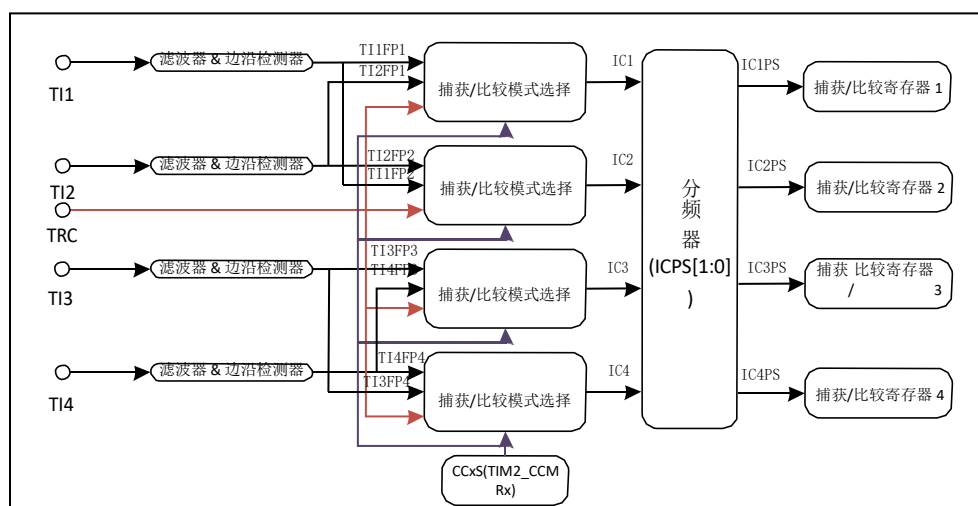 滤波器 & 边沿检测器
TI1FP1
TI2FP1
捕获/比较模式选择
IC1
IC1PS
捕获/比较寄存器 1
TI1
滤波器 & 边沿检测器
TI2FP2
TI1FP2
捕获/比较模式选择
IC2
IC2PS
捕获/比较寄存器 2
TI2
TRC
分
频
器
(ICPS[1:0]
)
滤波器 & 边沿检测器
TI3FP3
捕获/比较模式选择
IC3
IC3PS
捕获 比较寄存器
/ 3
TI3
滤波器 & 边沿检测器
TI4FP4
TI3FP4
捕获/比较模式选择
IC4
IC4PS
捕获/比较寄存器 4
TI4
CCxS(TIM2_CCM
Rx)